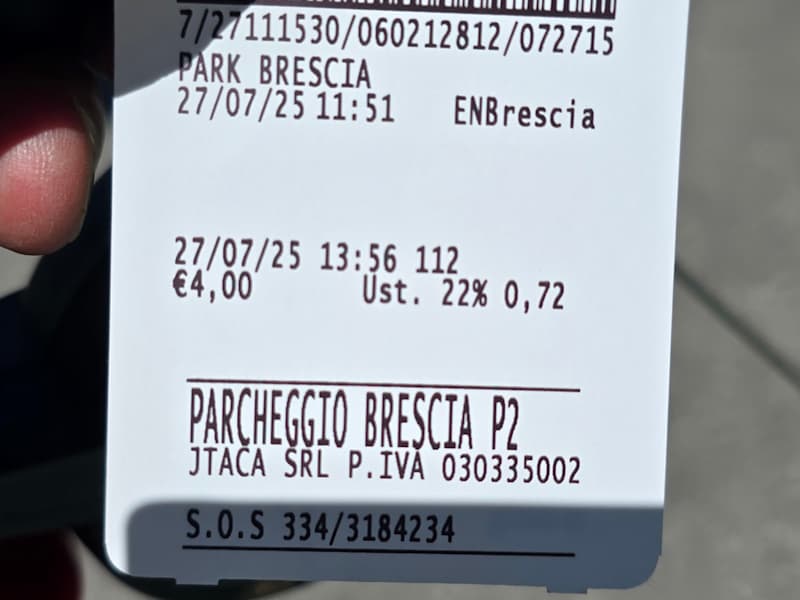 7/27111530/060212812/072715
PARK BRESCIA
27/07/25 11:51 ENBrescia
27/07/25 13:56 112
€4,00 Ust. 22% 0,72
PARCHEGGIO BRESCIA P2
JTACA SRL P.IVA 030335002
S.O.S 334/3184234